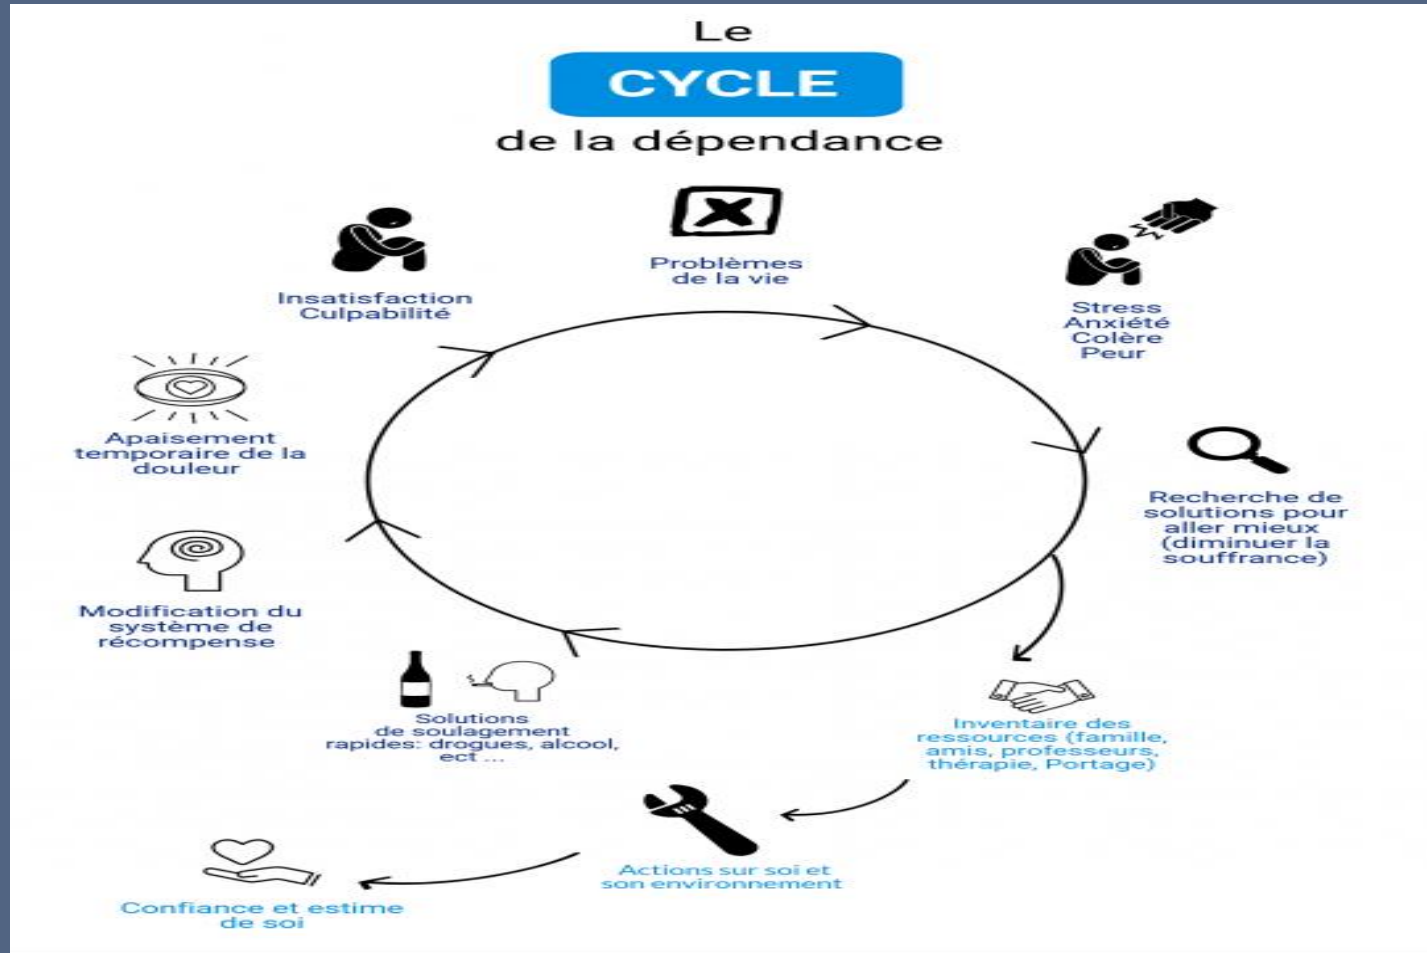 Le
CYCLE
de la dépendance
Problèmes
de la vie
Stress
Anxiété
Colère
Peur
Recherche de
solutions pour
aller mieux
(diminuer la
souffrance)
Inventaire des
ressources (famille,
amis, professeurs,
thérapie, Portage)
Actions sur soi et
son environnement
Confiance et estime
de soi
Solutions
de soulagement
rapides: drogues, alcool,
ect ...
Modification du
système de
récompense
Apaisement
temporaire de la
douleur
Insatisfaction
Culpabilité